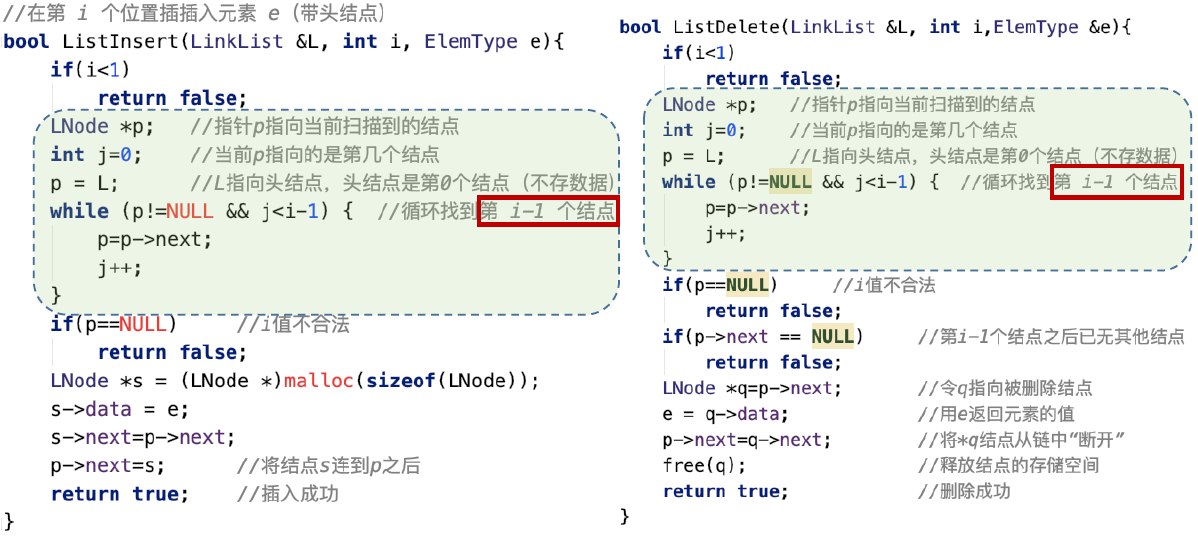 //在第 i 个位置插插入元素 e（带头结点）
bool ListInsert(LinkList &L, int i, ElemType e){
if(i<1)
return false;
LNode *p; //指针p指向当前扫描到的结点
int j=0; //当前p指向的是第几个结点
p = L; //L指向头结点，头结点是第0个结点（不存数据）
while (p!=NULL && j<i-1) { //循环找到第 i-1 个结点
p=p->next;
j++;
}
if(p==NULL) //i值不合法
return false;
LNode *s = (LNode *)malloc(sizeof(LNode));
s->data = e;
s->next=p->next;
p->next=s; //将结点s连到p之后
return true; //插入成功
}
bool ListDelete(LinkList &L, int i,ElemType &e){
if(i<1)
return false;
LNode *p; //指针p指向当前扫描到的结点
int j=0; //当前p指向的是第几个结点
p = L; //L指向头结点，头结点是第0个结点（不存数据）
while (p!=NULL && j<i-1) { //循环找到第 i-1 个结点
p=p->next;
j++;
}
if(p==NULL) //i值不合法
return false;
if(p->next == NULL) //第i-1个结点之后已无其他结点
return false;
LNode *q=p->next; //令q指向被删除结点
e = q->data; //用e返回元素的值
p->next=q->next; //将*q结点从链中“断开”
free(q); //释放结点的存储空间
return true; //删除成功
}